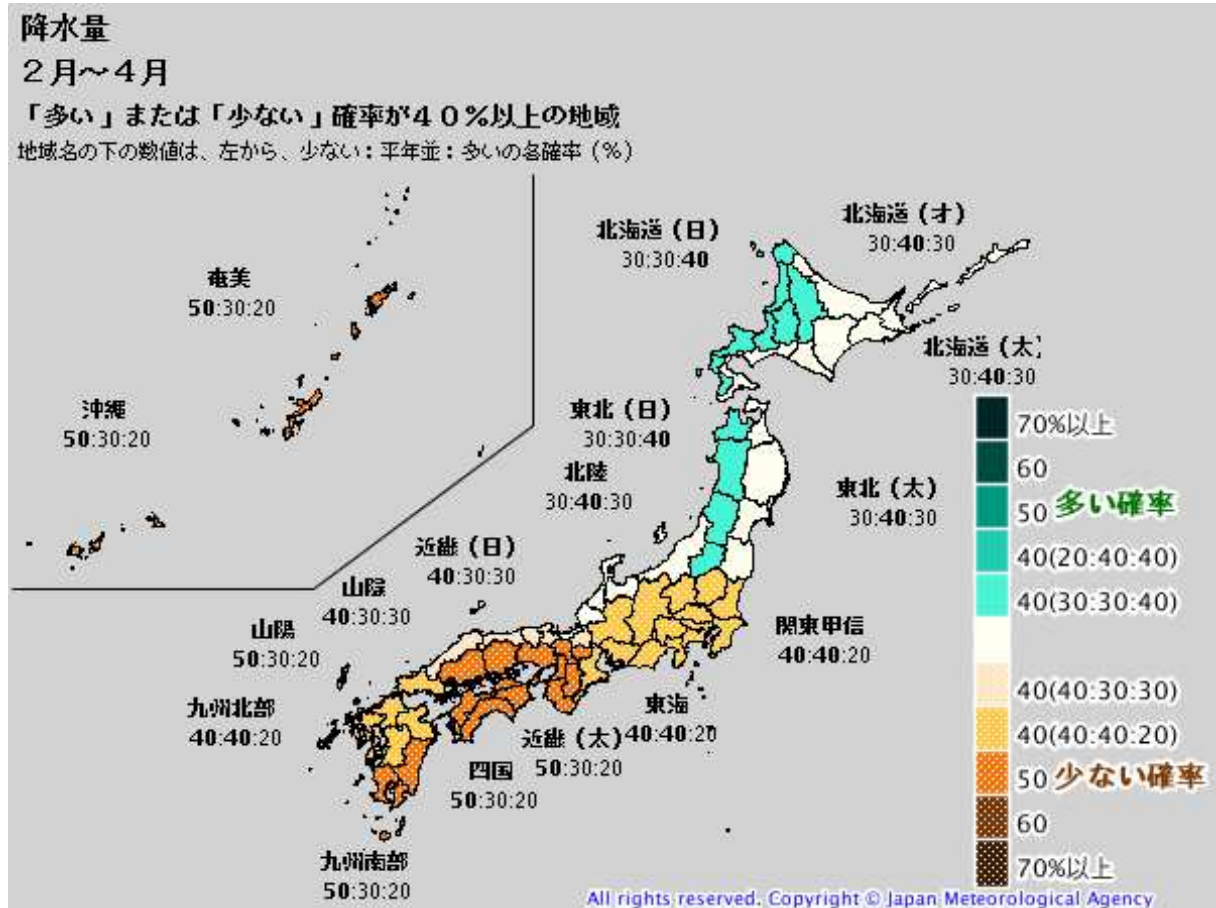 降水量
２月～４月
「多い」または「少ない」確率が４０％以上の地域
地域名の下の数値は、左から、少ない：平年並：多いの各確率（％）
北海道（日）
30:30:40
北海道（オ）
30:40:30
奄美
50:30:20
北海道（太）
30:40:30
沖縄
50:30:20
東北（日）
30:30:40
北陸
30:40:30
東北（太）
30:40:30
近畿（日）
40:30:30
山陰
40:30:30
山陽
50:30:20
関東甲信
40:40:20
九州北部
40:40:20
東海
40:40:20
近畿（太）
50:30:20
四国
50:30:20
九州南部
50:30:20
70%以上
60
50 多い確率
40(20:40:40)
40(30:30:40)
40(40:30:30)
40(40:40:20)
50 少ない確率
60
70%以上
All rights reserved. Copyright © Japan Meteorological Agency